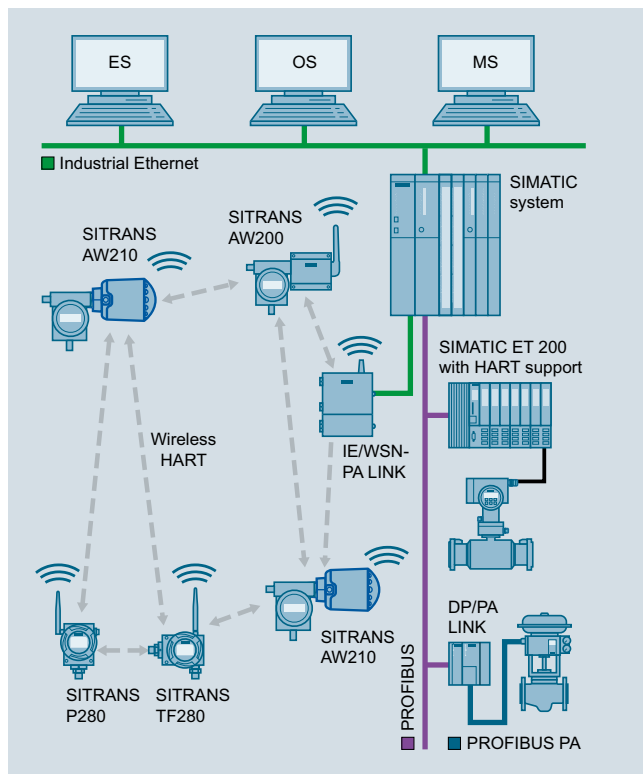 ES
OS
MS
Industrial Ethernet
SIMATIC
system
SITRANS
AW200
SITRANS
AW210
SIMATIC ET 200
with HART support
Wireless
HART
IE/WSN-
PA LINK
SITRANS
AW210
DP/PA
LINK
SITRANS
P280
SITRANS
TF280
PROFIBUS
PROFIBUS PA